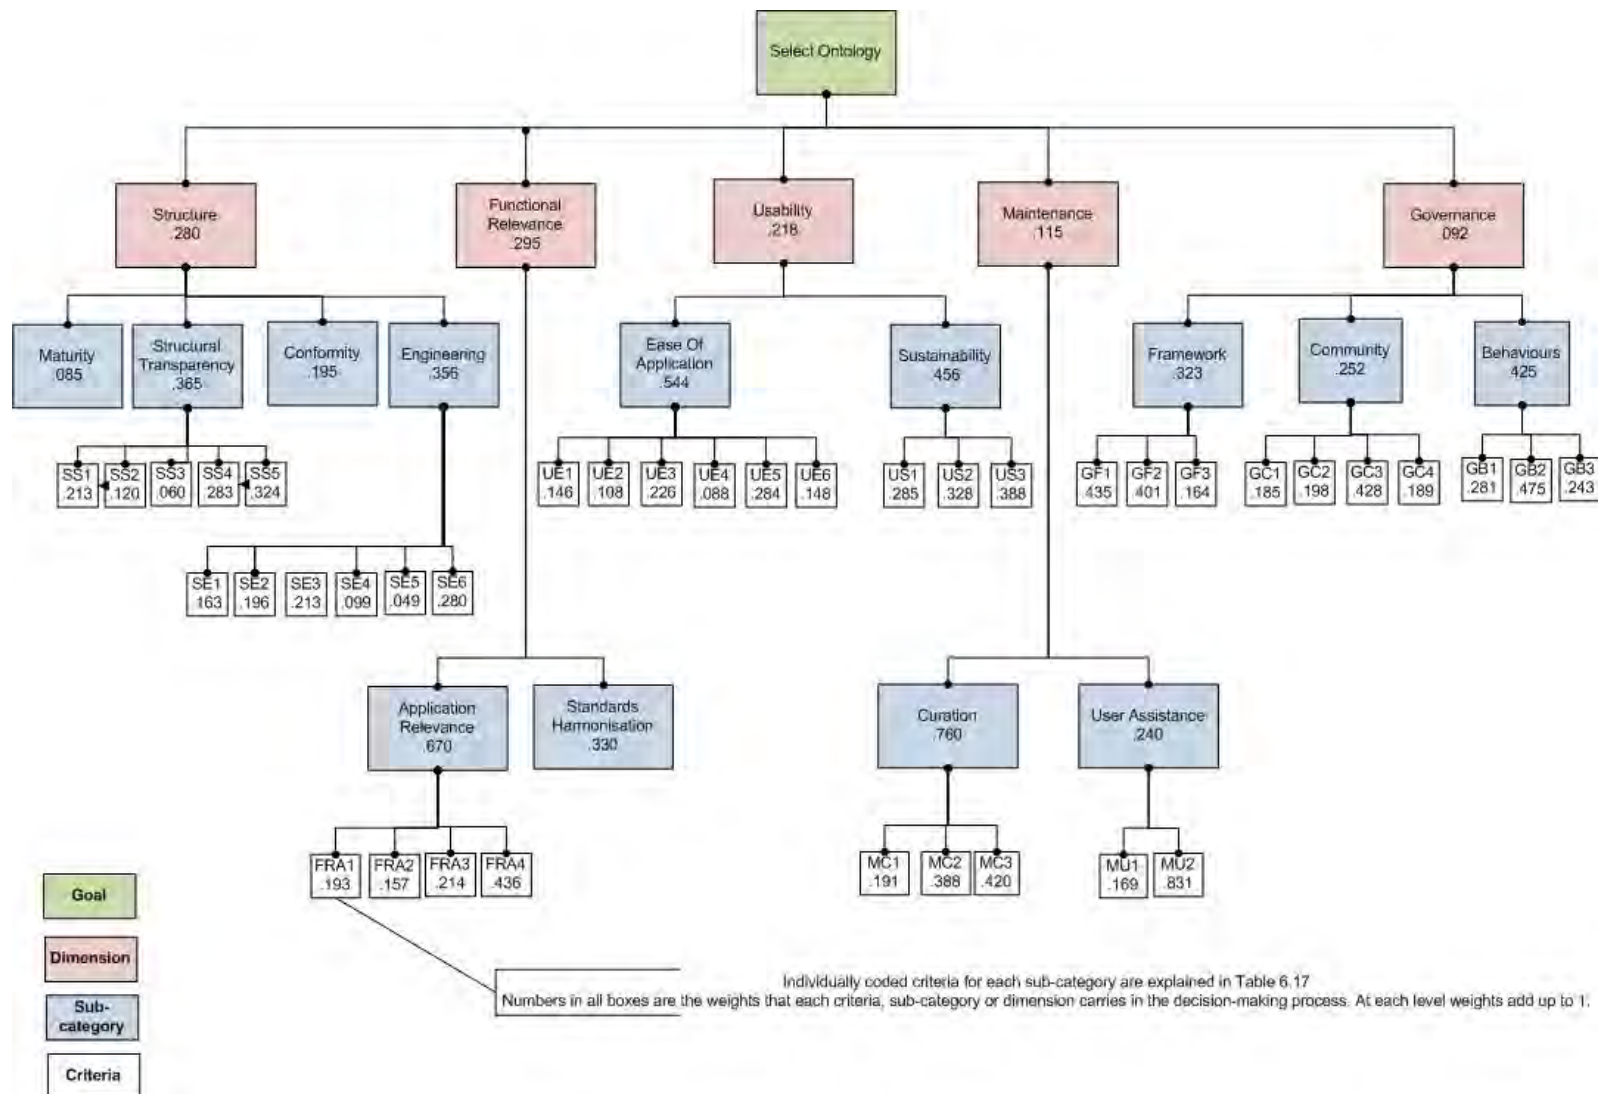 Select Ontology
Structure
.280
Functional
Relevance
.295
Usability
.218
Maintenance
.115
Governance
.092
Maturity
.085
Structural
Transparency
.365
Conformity
.195
Engineering
.356
Ease Of
Application
.544
Sustainability
.456
Framework
.323
Community
.252
Behaviours
.425
SS1
.213
SS2
.120
SS3
.060
SS4
.283
SS5
.324
UE1
.146
UE2
.108
UE3
.226
UE4
.088
UE5
.284
UE6
.148
US1
.285
US2
.328
US3
.388
GF1
.435
GF2
.401
GF3
.164
GC1
.185
GC2
.198
GC3
.428
GC4
.189
GB1
.281
GB2
.475
GB3
.243
SE1
.163
SE2
.196
SE3
.213
SE4
.099
SE5
.049
SE6
.280
Application
Relevance
.670
Standards
Harmonisation
.330
Curation
.760
User Assistance
.240
FRA1
.193
FRA2
.157
FRA3
.214
FRA4
.436
MC1
.191
MC2
.388
MC3
.420
MU1
.169
MU2
.831
Goal
Dimension
Sub-
category
Criteria
Individually coded criteria for each sub-category are explained in Table 6.17
Numbers in all boxes are the weights that each criteria, sub-category or dimension carries in the decision-making process. At each level weights add up to 1.